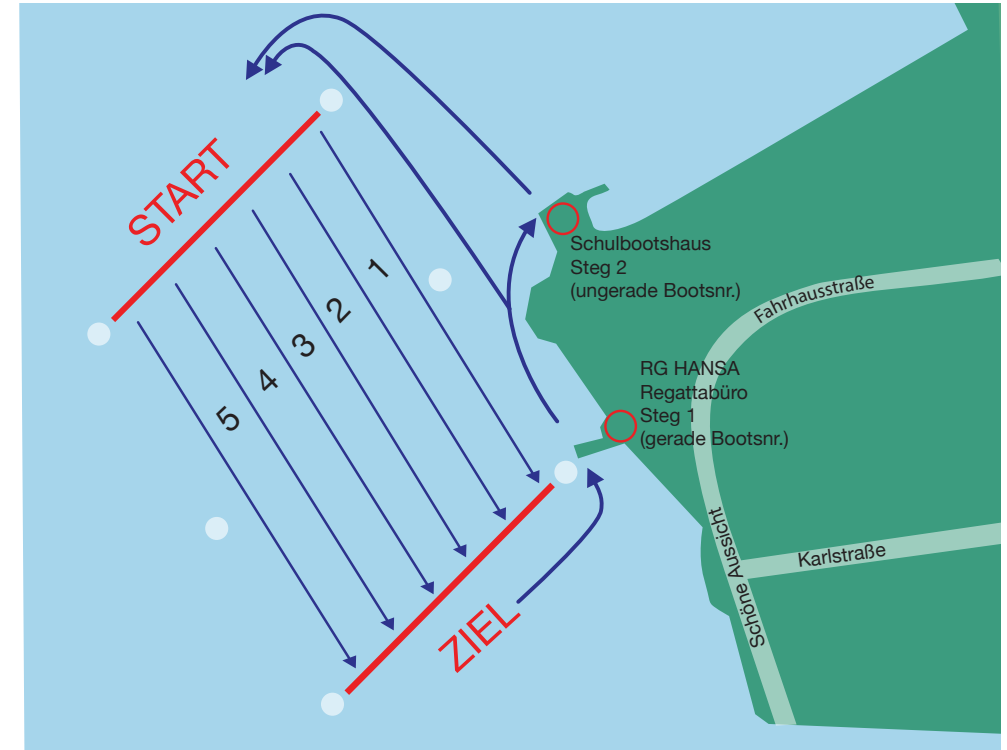 START
1
2
3
4
5
ZIEL
Schulbootshaus
Steg 2
(ungerade Bootsnr.)
Fahrhausstraße
RG HANSA
Regattabüro
Steg 1
(gerade Bootsnr.)
Schöne Aussicht
Karlstraße